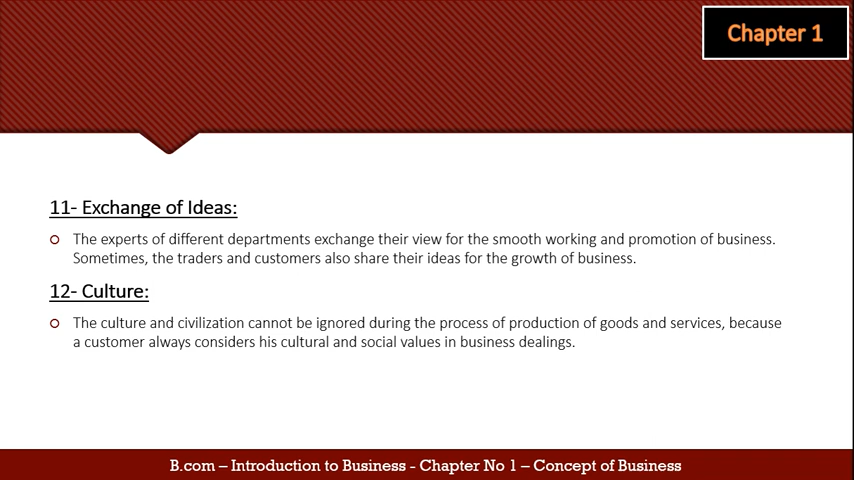 Chapter 1
11- Exchange of Ideas:
The experts of different departments exchange their view for the smooth working and promotion of business.
Sometimes, the traders and customers also share their ideas for the growth of business.
12- Culture:
The culture and civilization cannot be ignored during the process of production of goods and services, because
a customer always considers his cultural and social values in business dealings.
B.com – Introduction to Business - Chapter No 1 – Concept of Business